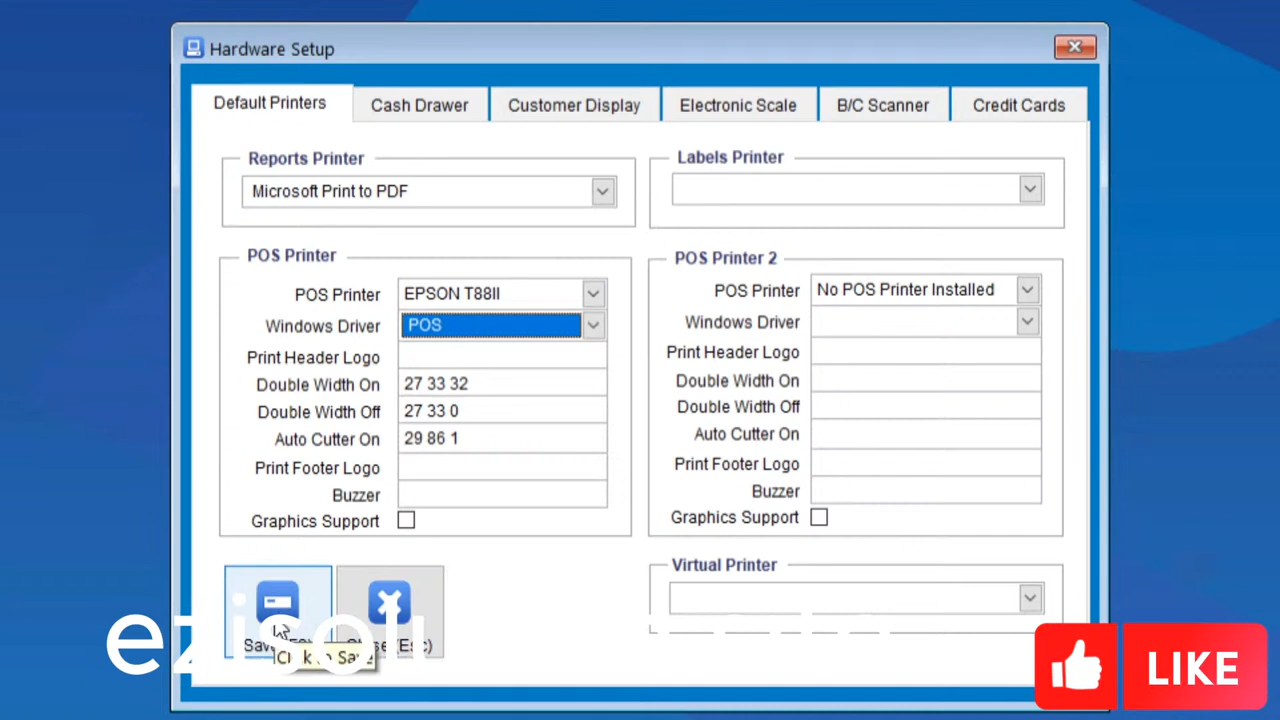 Hardware Setup
Default Printers
Cash Drawer
Customer Display
Electronic Scale
B/C Scanner
Credit Cards
Reports Printer
Microsoft Print to PDF
Labels Printer
POS Printer
POS Printer EPSON T88II
Windows Driver POS
Print Header Logo
Double Width On 27 33 32
Double Width Off 27 33 0
Auto Cutter On 29 86 1
Print Footer Logo
Buzzer
Graphics Support
POS Printer 2
POS Printer No POS Printer Installed
Windows Driver
Print Header Logo
Double Width On
Double Width Off
Auto Cutter On
Print Footer Logo
Buzzer
Graphics Support
Virtual Printer
Click to Save
LIKE